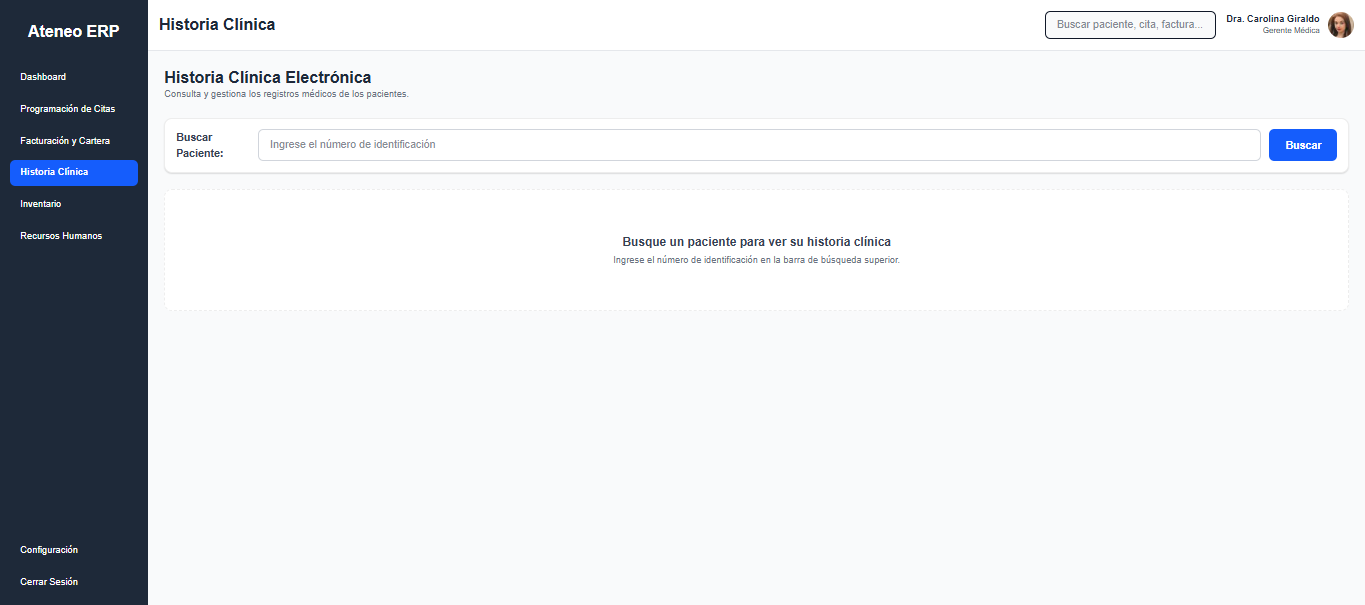 Ateneo ERP
Dashboard
Programación de Citas
Facturación y Cartera
Historia Clínica
Inventario
Recursos Humanos
Configuración
Cerrar Sesión
Historia Clínica
Buscar paciente, cita, factura...
Dra. Carolina Giraldo
Gerente Médica
Historia Clínica Electrónica
Consulta y gestiona los registros médicos de los pacientes.
Buscar
Paciente:
Ingrese el número de identificación
Buscar
Busque un paciente para ver su historia clínica
Ingrese el número de identificación en la barra de búsqueda superior.